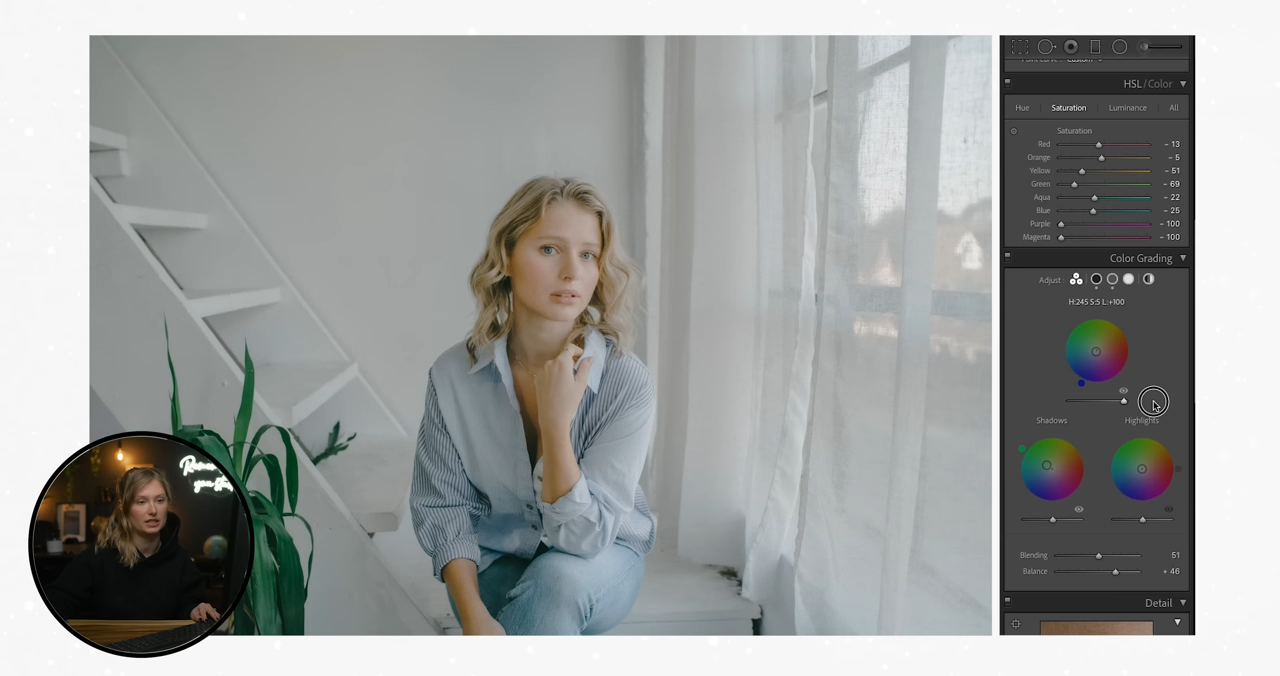 HSL / Color
Hue Saturation Luminance All
Saturation
Red - 13
Orange - 5
Yellow - 51
Green - 69
Aqua - 22
Blue - 25
Purple - 100
Magenta - 100
Color Grading
Adjust :
H:245 S:5 L:+100
Shadows Highlights
Blending 51
Balance + 46
Detail